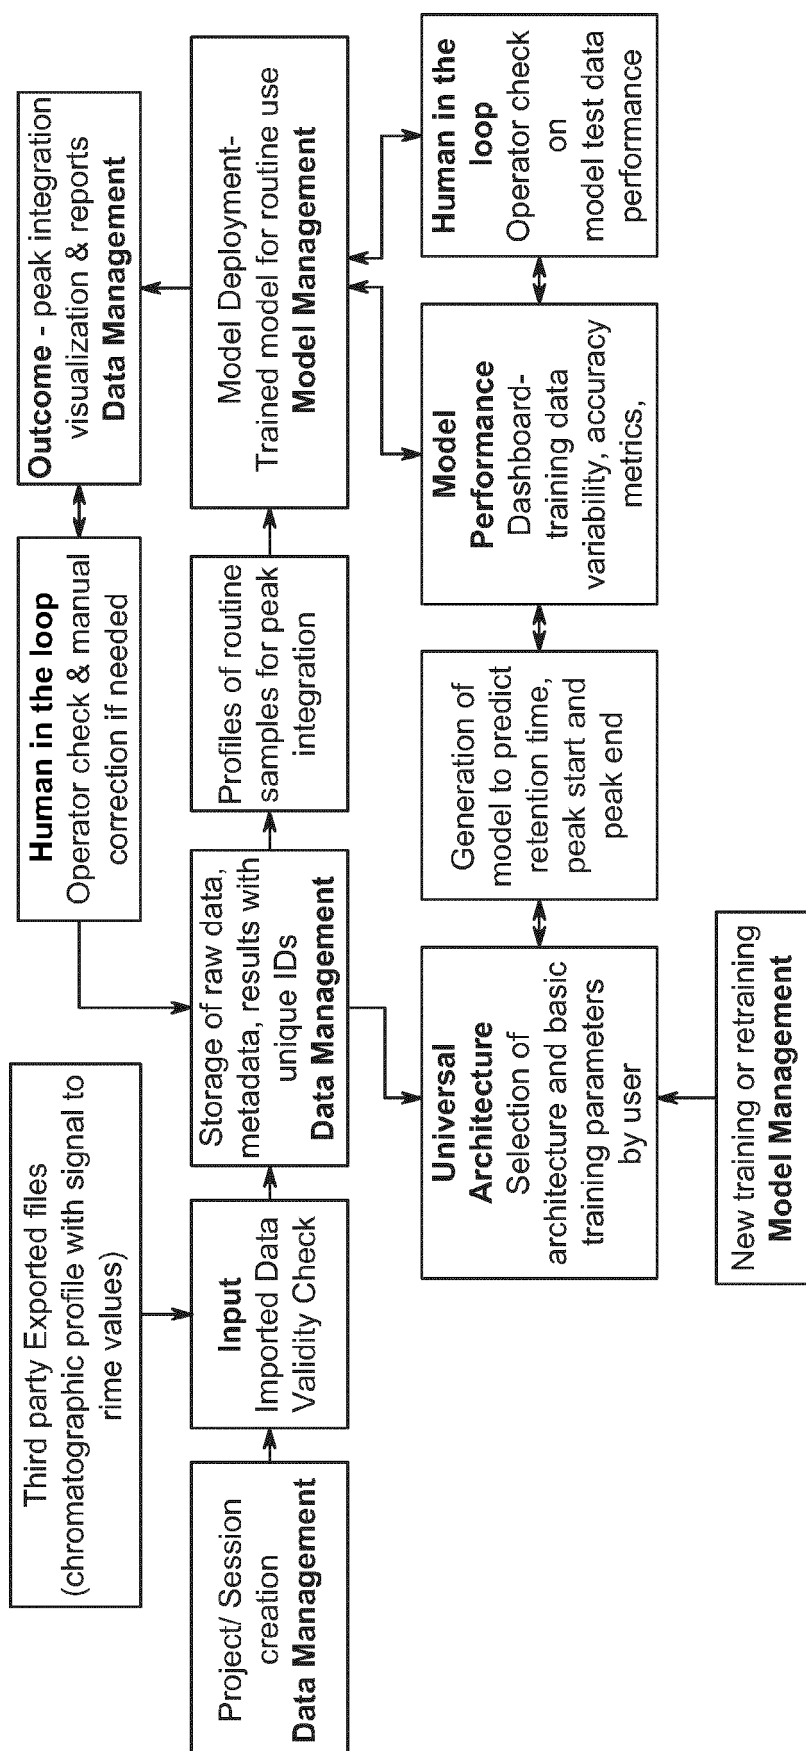 Third party Exported files
(chromatographic profile with signal to
rime values)
Human in the loop
Operator check & manual
correction if needed
Outcome - peak integration
visualization & reports
Data Management
Project/ Session
creation
Data Management
Input
Imported Data
Validity Check
Storage of raw data,
metadata, results with
unique IDs
Data Management
Profiles of routine
samples for peak
integration
Model Deployment-
Trained model for routine use
Model Management
Universal
Architecture
Selection of
architecture and basic
training parameters
by user
Generation of
model to predict
retention time,
peak start and
peak end
Model
Performance
Dashboard-
training data
variability, accuracy
metrics,
Human in the
loop
Operator check
on
model test data
performance
New training or retraining
Model Management